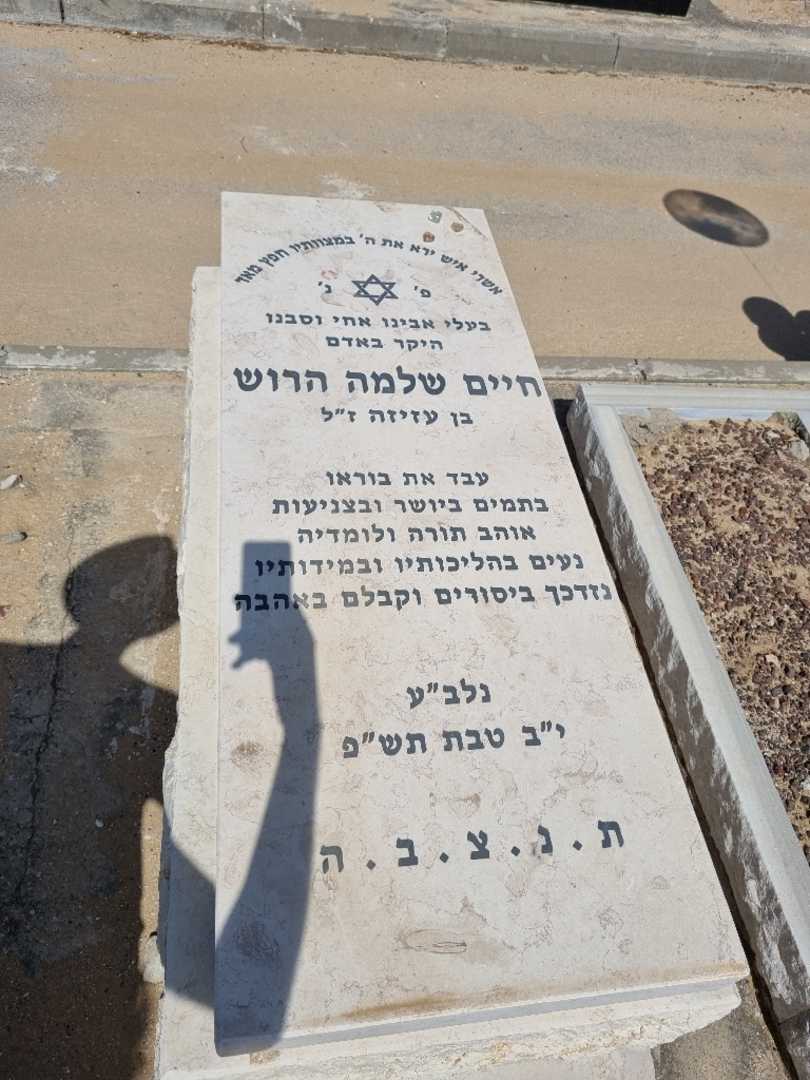 אשרי איש ירא את ה' במצוותיו חפץ מאד
פ' נ'
בעלי אבינו אחי וסבנו
היקר באדם
חיים שלמה הרוש
בן עזיזה ז"ל
עבד את בוראו
בתמים ביושר ובצניעות
אוהב תורה ולומדיה
נעים בהליכותיו ובמידותיו
נזדכך ביסורים וקבלם באהבה
נלב"ע
י"ב טבת תש"פ
ת.נ.צ.ב.ה